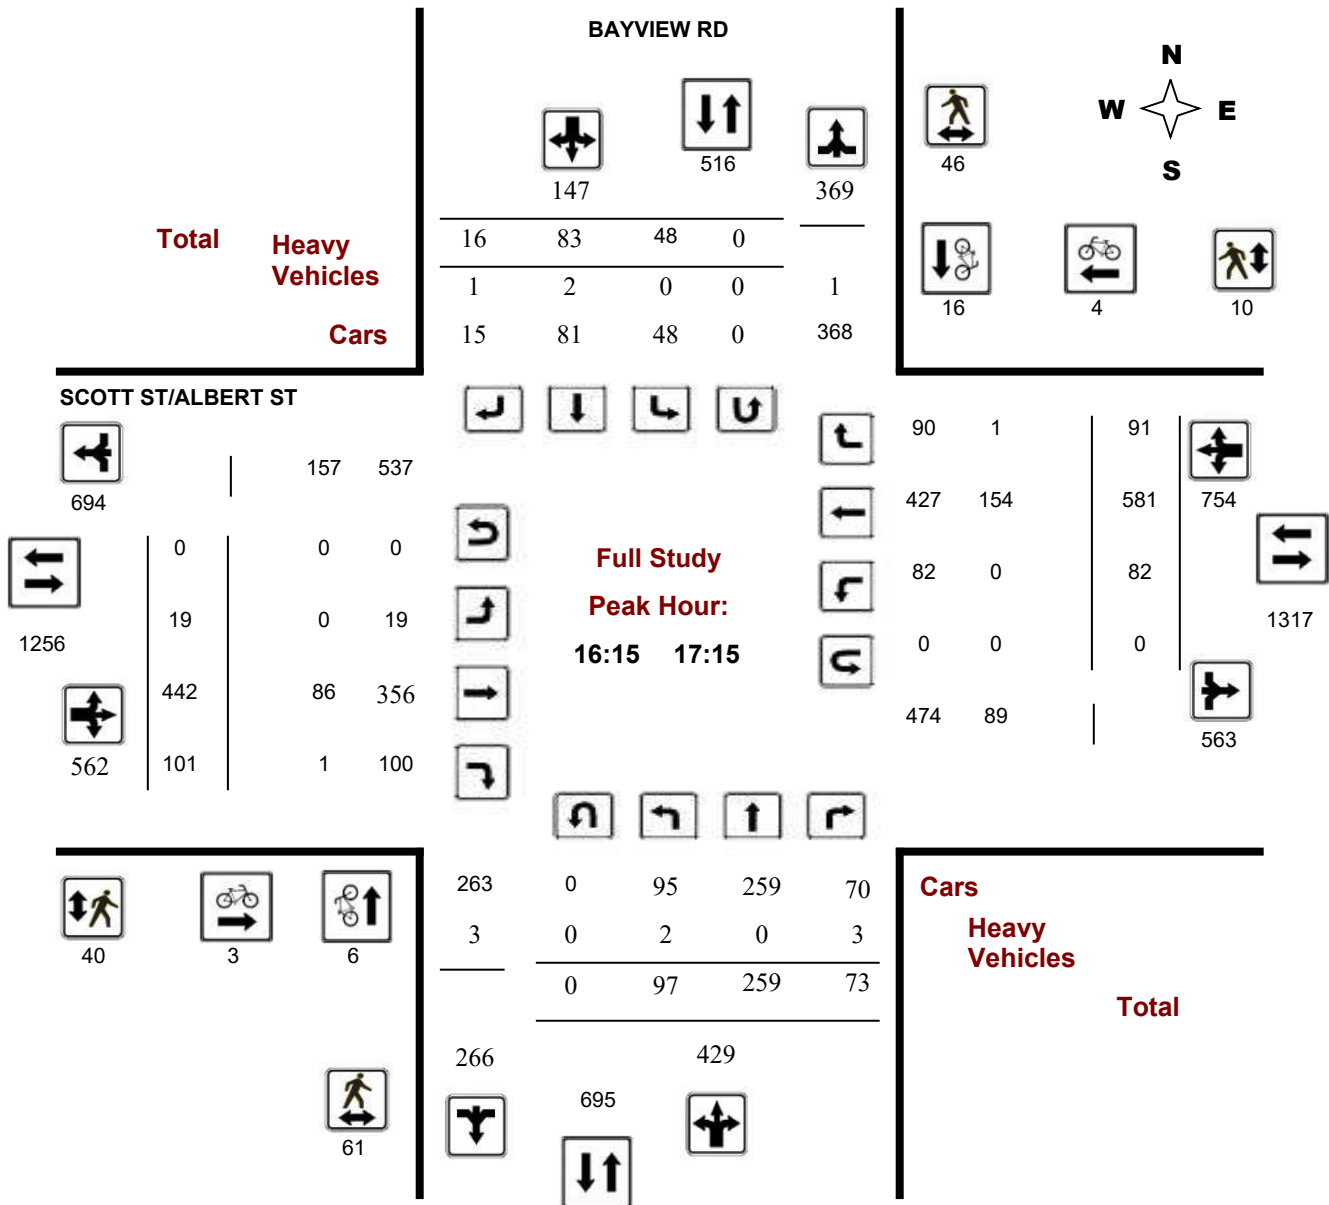 BAYVIEW RD
N
W E
S
516
46
147
369
Total
Heavy
Vehicles
16 83 48 0
1 2 0 0 1
Cars
15 81 48 0 368
16 4 10
SCOTT ST/ALBERT ST
90 1 91
157 537
694
427 154 581 754
0 0 0
Full Study
82 0 82
Peak Hour:
19 0 19
1256
1317
16:15 17:15
0 0 0
442 86 356
474 89
563
562 101 1 100
263 0 95 259 70
Cars
3 0 2 0 3
Heavy
Vehicles
40 3 6
0 97 259 73
Total
266 429
695
61